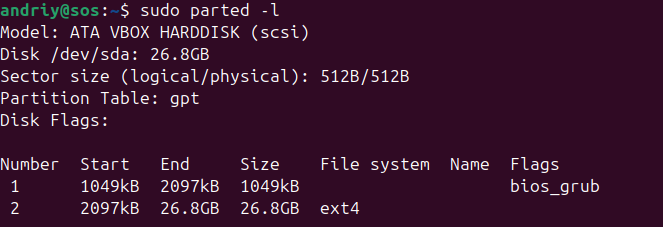 andriy@sos:~$ sudo parted -l
Model: ATA VBOX HARDDISK (scsi)
Disk /dev/sda: 26.8GB
Sector size (logical/physical): 512B/512B
Partition Table: gpt
Disk Flags:
Number  Start   End     Size    File system  Name  Flags
 1      1049kB  2097kB  1049kB                     bios_grub
 2      2097kB  26.8GB  26.8GB  ext4